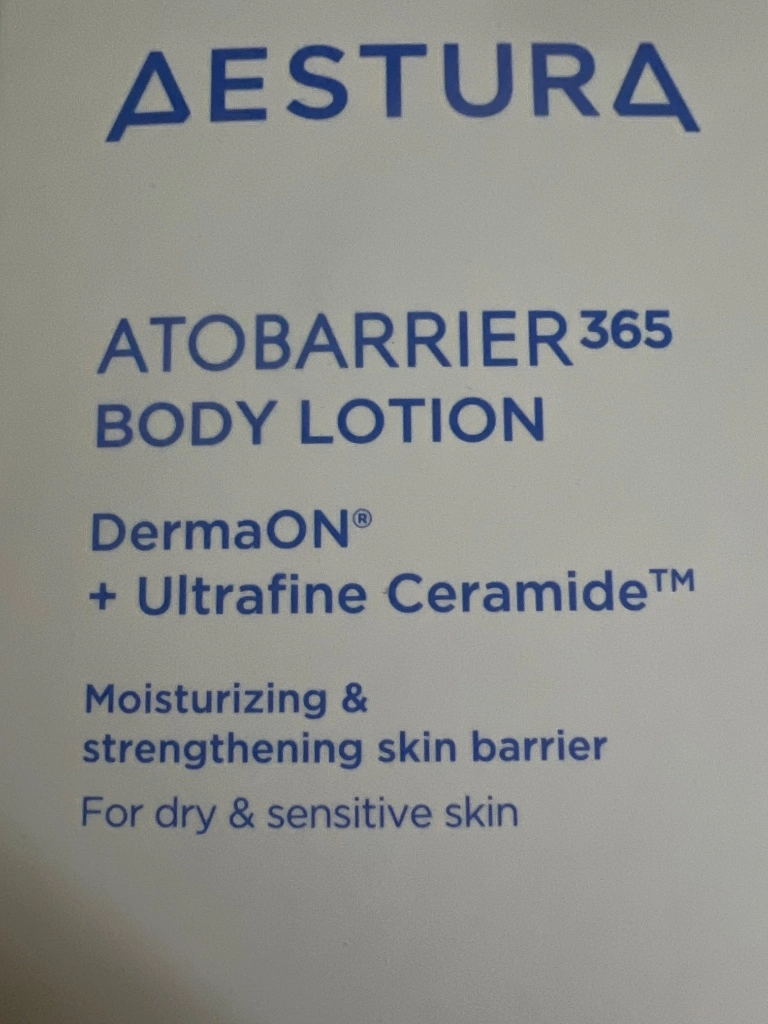 AESTURA
ATOBARRIER365
BODY LOTION
DermaON®
+ Ultrafine Ceramide™
Moisturizing &
strengthening skin barrier
For dry & sensitive skin